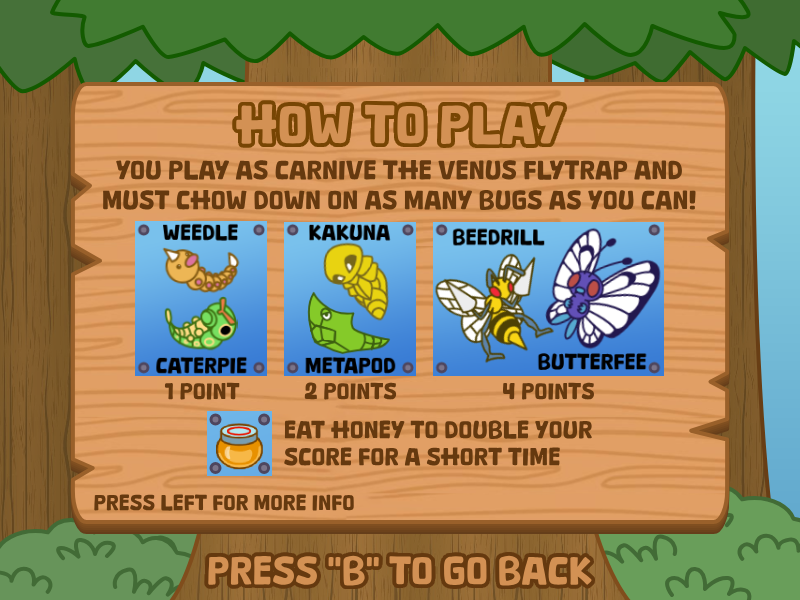 HOW TO PLAY
YOU PLAY AS CARNIVE THE VENUS FLYTRAP AND
MUST CHOW DOWN ON AS MANY BUGS AS YOU CAN!
WEEDLE
CATERPIE
1 POINT
KAKUNA
METAPOD
2 POINTS
BEEDRILL
BUTTERFEE
4 POINTS
EAT HONEY TO DOUBLE YOUR
SCORE FOR A SHORT TIME
PRESS LEFT FOR MORE INFO
PRESS "B" TO GO BACK